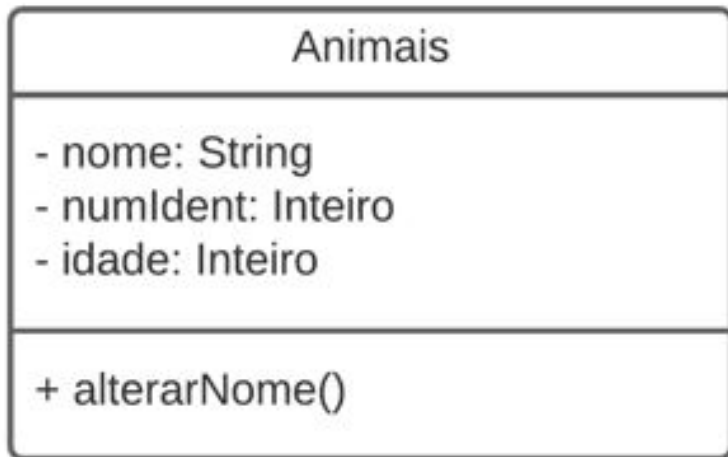 Animais
- nome: String
- numIdent: Inteiro
- idade: Inteiro
+ alterarNome()